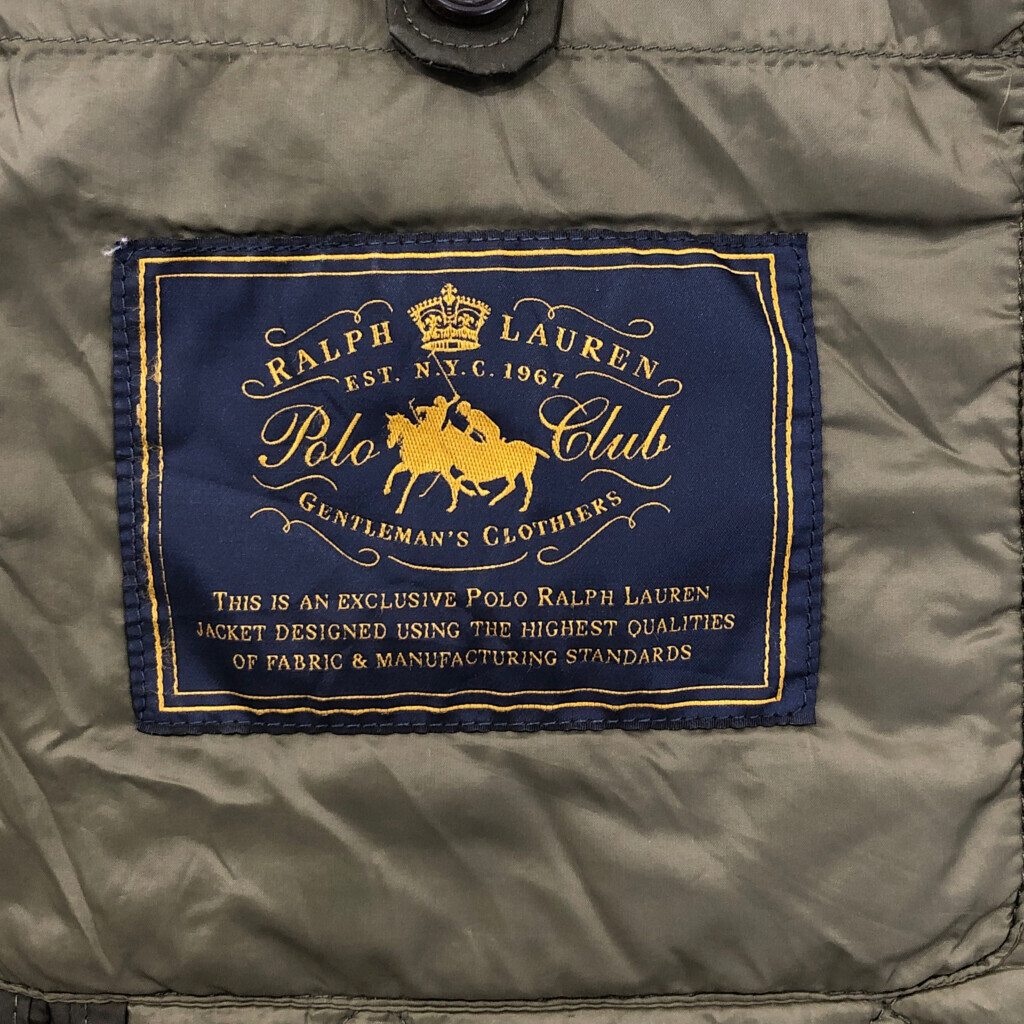 RALPH LAUREN
EST. N.Y.C. 1967
Polo Club
GENTLEMAN'S CLOTHIERS
THIS IS AN EXCLUSIVE POLO RALPH LAUREN
JACKET DESIGNED USING THE HIGHEST QUALITIES
OF FABRIC & MANUFACTURING STANDARDS